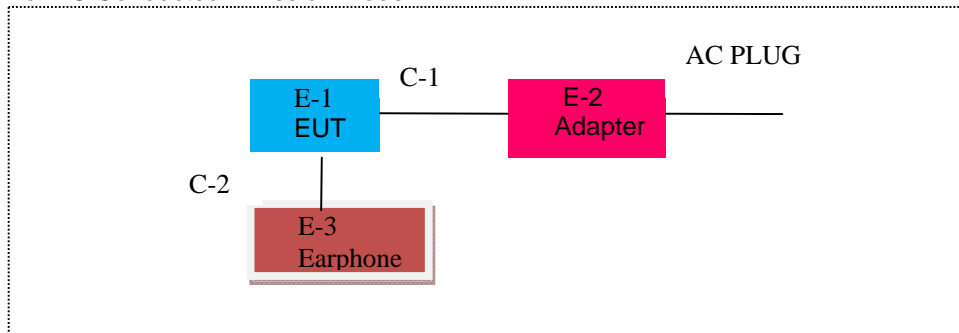 AC PLUG
C-1
E-1
EUT
E-2
Adapter
C-2
E-3
Earphone